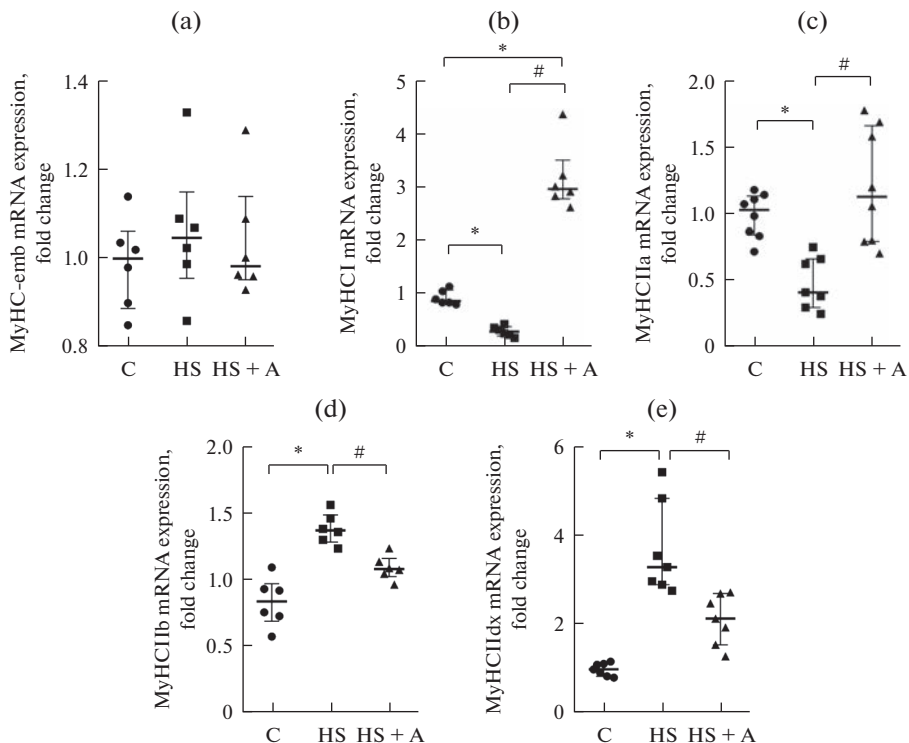 (a)
MyHC-emb mRNA expression,
fold change
1.4
1.2
1.0
0.8
C HS HS + A
(b)
MyHCI mRNA expression,
fold change
5
4
3
2
1
0
*
#
*
C HS HS + A
(c)
MyHCIIa mRNA expression,
fold change
2.0
1.5
1.0
0.5
0
*
#
C HS HS + A
(d)
MyHCIIb mRNA expression,
fold change
2.0
1.5
1.0
0.5
0
*
#
C HS HS + A
(e)
MyHCIIdx mRNA expression,
fold change
6
4
2
0
*
#
C HS HS + A